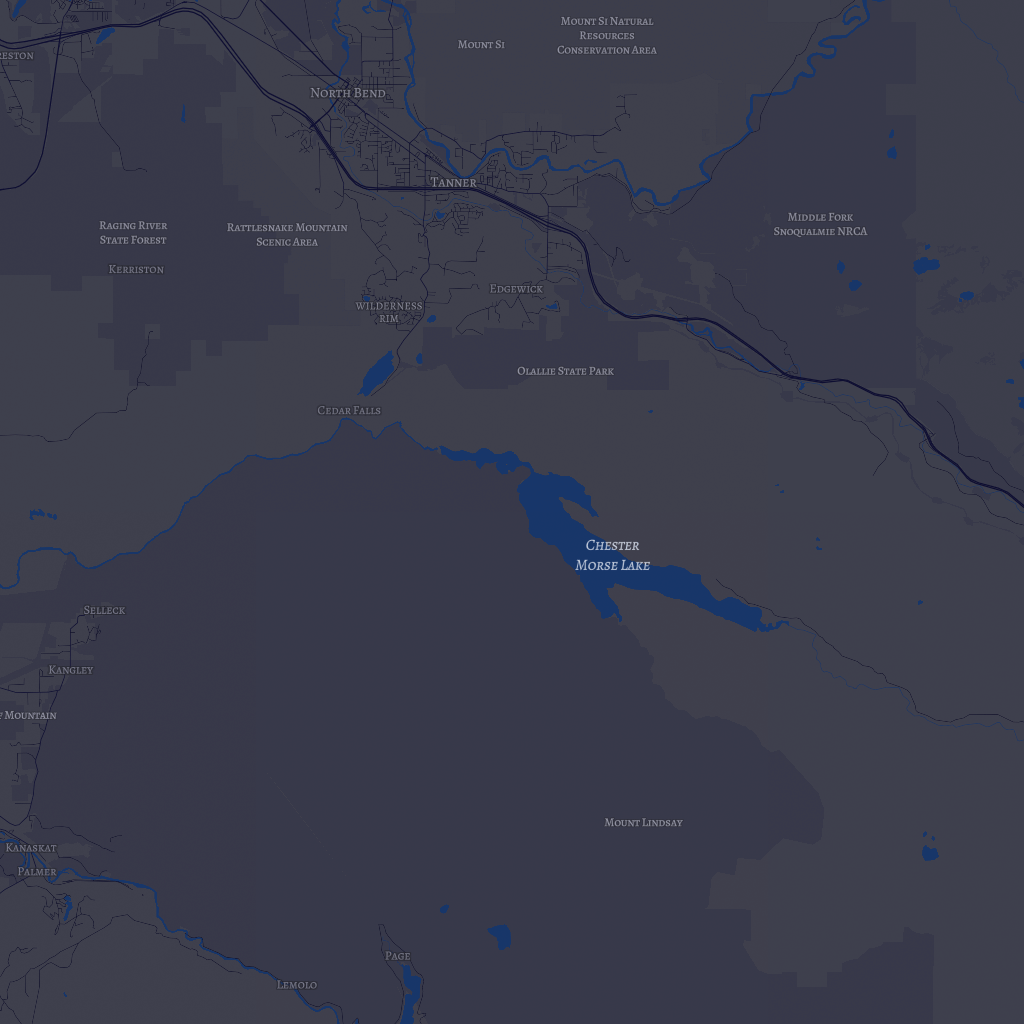 Mount Si Natural
Resources
Conservation Area
Mount Si
North Bend
Tanner
Raging River
State Forest
Rattlesnake Mountain
Scenic Area
Middle Fork
Snoqualmie NRCA
Kerriston
Edgewick
Wilderness
Rim
Olallie State Park
Cedar Falls
Chester
Morse Lake
Selleck
Kangley
Mountain
Mount Lindsay
Kanaskat
Palmer
Page
Lemolo